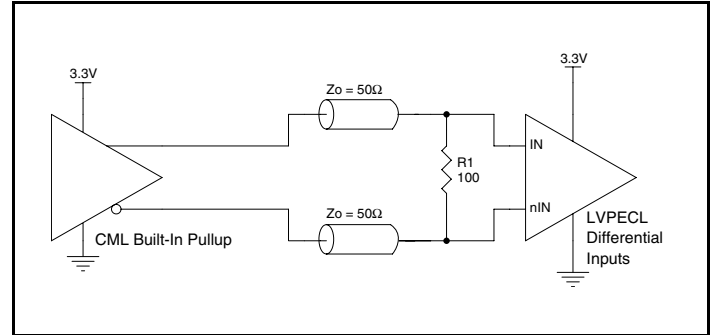 3.3V
3.3V
Zo = 50Ω
IN
R1
100
nIN
Zo = 50Ω
LVPECL
Differential
Inputs
CML Built-In Pullup